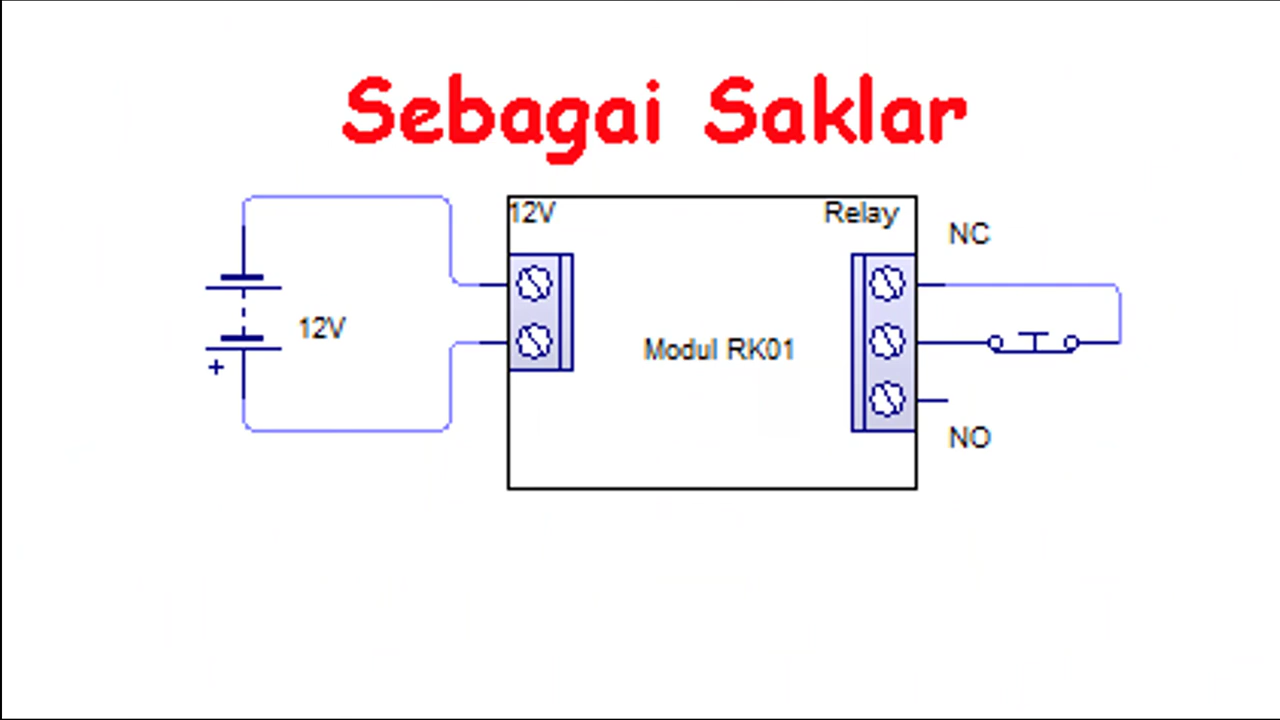 Sebagai Saklar
12V Relay
NC
12V
Modul RK01
+
NO